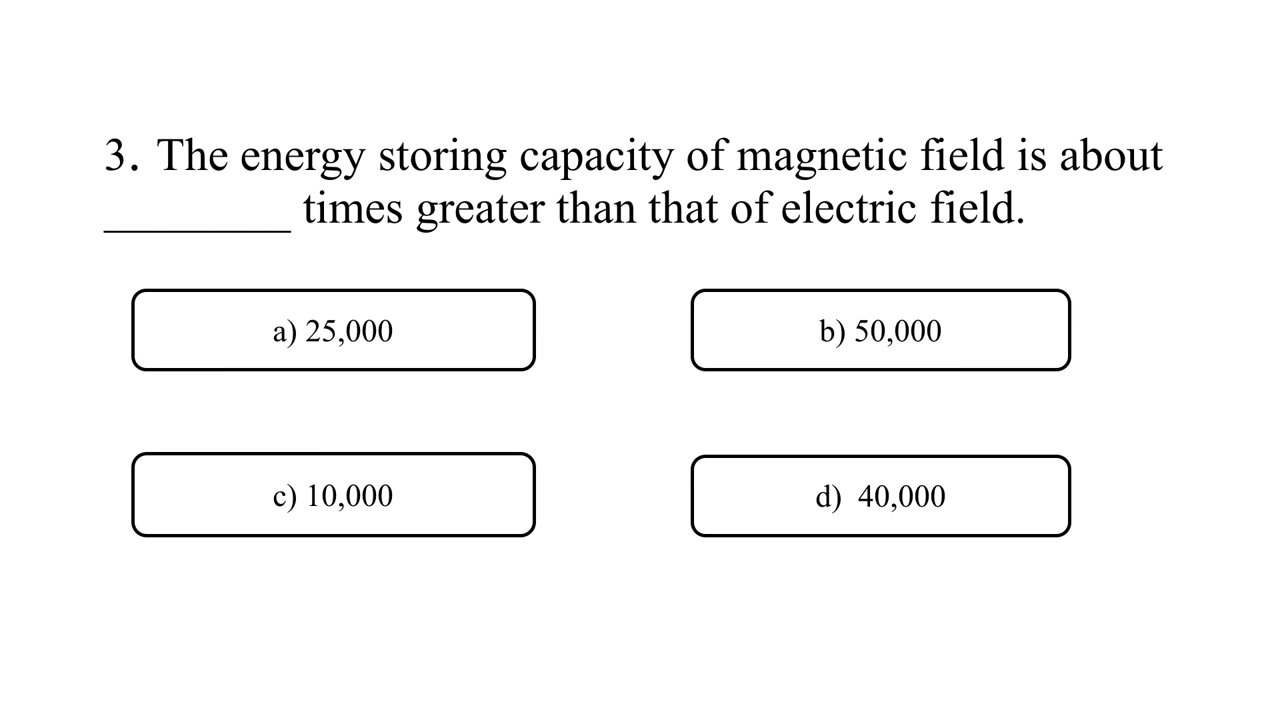 3. The energy storing capacity of magnetic field is about
________ times greater than that of electric field.
a) 25,000
b) 50,000
c) 10,000
d) 40,000